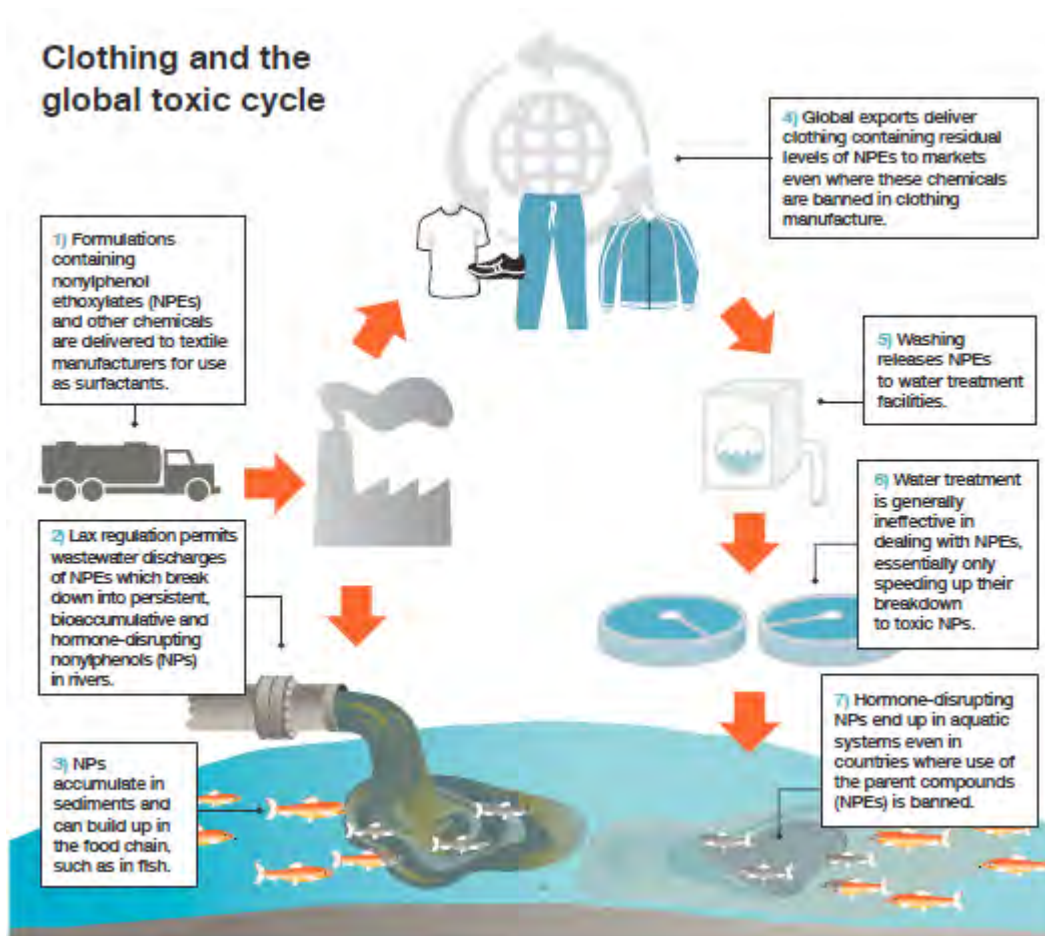 Clothing and the
global toxic cycle
1) Formulations
containing
nonylphenol
ethoxylates (NPEs)
and other chemicals
are delivered to textile
manufacturers for use
as surfactants.
2) Lax regulation permits
wastewater discharges
of NPEs which break
down into persistent,
bioaccumulative and
hormone-disrupting
nonylphenols (NPs)
in rivers.
3) NPs
accumulate in
sediments and
can build up in
the food chain,
such as in fish.
4) Global exports deliver
clothing containing residual
levels of NPEs to markets
even where these chemicals
are banned in clothing
manufacture.
5) Washing
releases NPEs
to water treatment
facilities.
6) Water treatment
is generally
ineffective in
dealing with NPEs,
essentially only
speeding up their
breakdown
to toxic NPs.
7) Hormone-disrupting
NPs end up in aquatic
systems even in
countries where use of
the parent compounds
(NPEs) is banned.